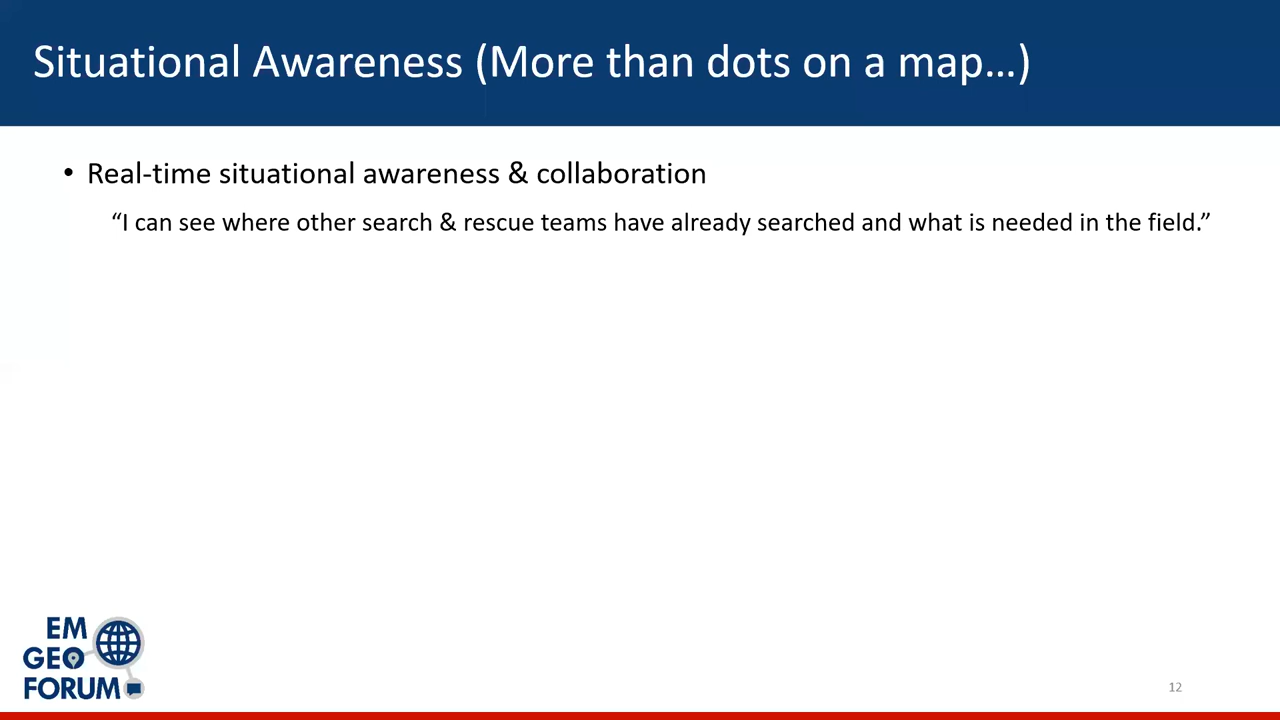 Situational Awareness (More than dots on a map…)
• Real-time situational awareness & collaboration
“I can see where other search & rescue teams have already searched and what is needed in the field.”
EM
GEO
FORUM
12